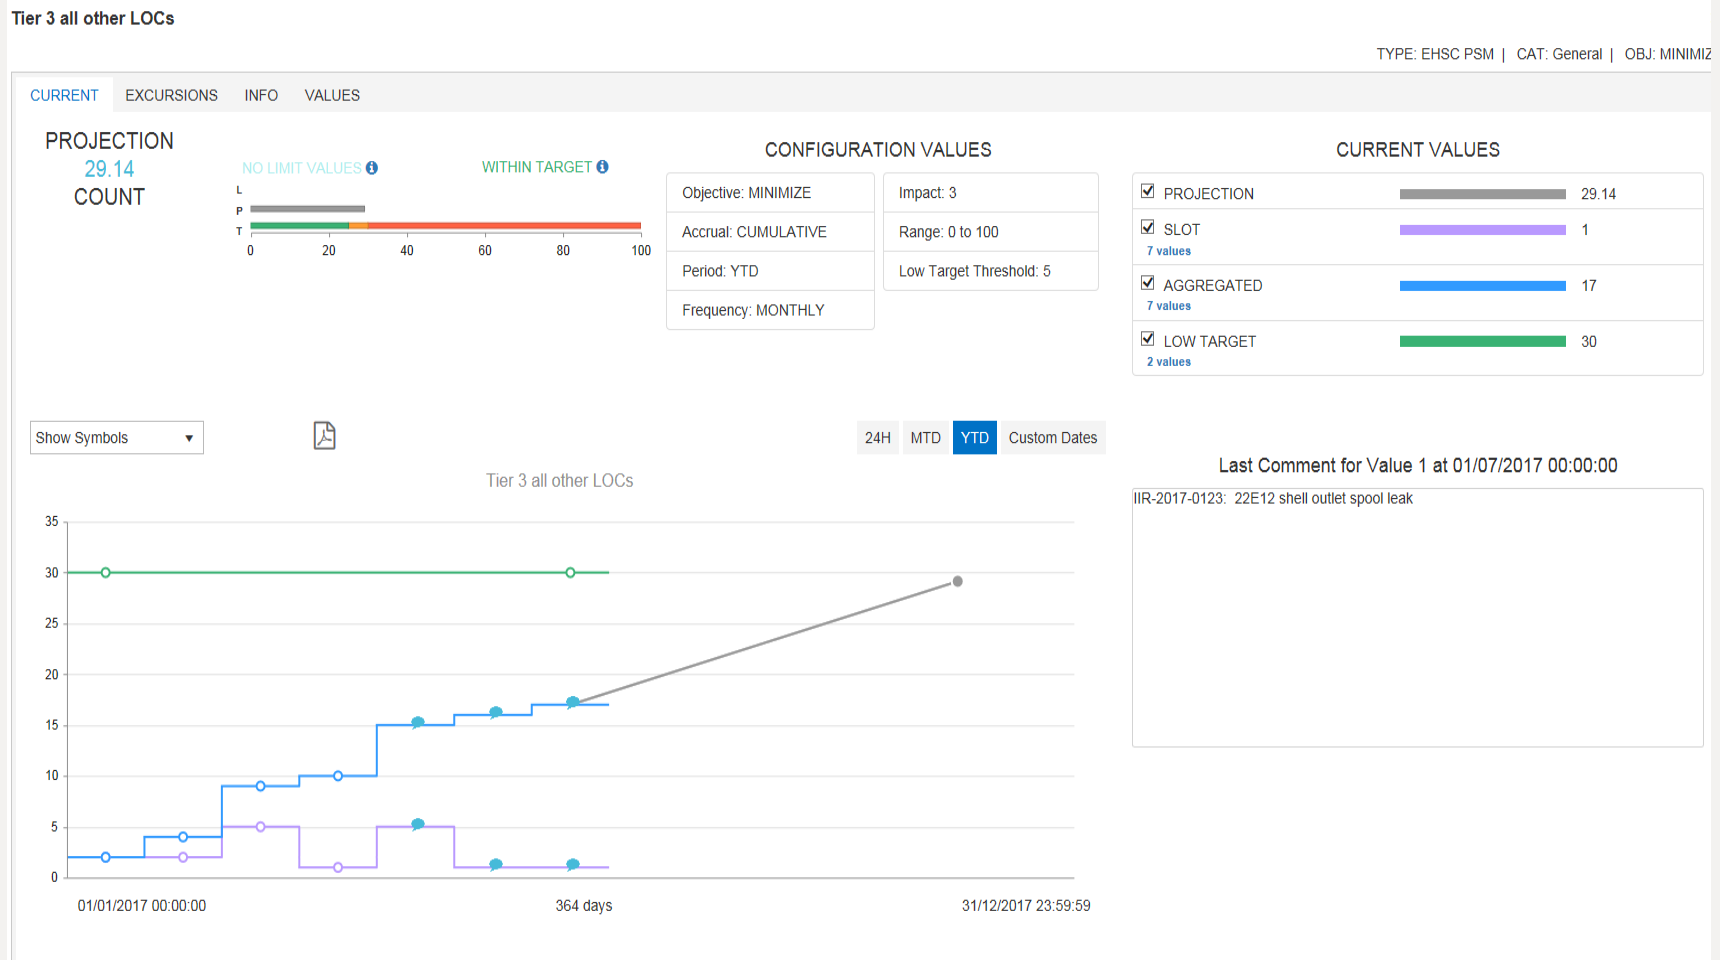 Tier 3 all other LOCs
TYPE: EHSC PSM | CAT: General | OBJ: MINIMIZ
CURRENT EXCURSIONS INFO VALUES
PROJECTION
29.14
COUNT
NO LIMIT VALUES
WITHIN TARGET
L
P
T
0 20 40 60 80 100
CONFIGURATION VALUES
Objective: MINIMIZE
Impact: 3
Accrual: CUMULATIVE
Range: 0 to 100
Period: YTD
Low Target Threshold: 5
Frequency: MONTHLY
CURRENT VALUES
PROJECTION 29.14
SLOT 1
7 values
AGGREGATED 17
7 values
LOW TARGET 30
2 values
Show Symbols
24H MTD YTD Custom Dates
Tier 3 all other LOCs
35
30
25
20
15
10
5
0
01/01/2017 00:00:00 364 days 31/12/2017 23:59:59
Last Comment for Value 1 at 01/07/2017 00:00:00
IIR-2017-0123: 22E12 shell outlet spool leak